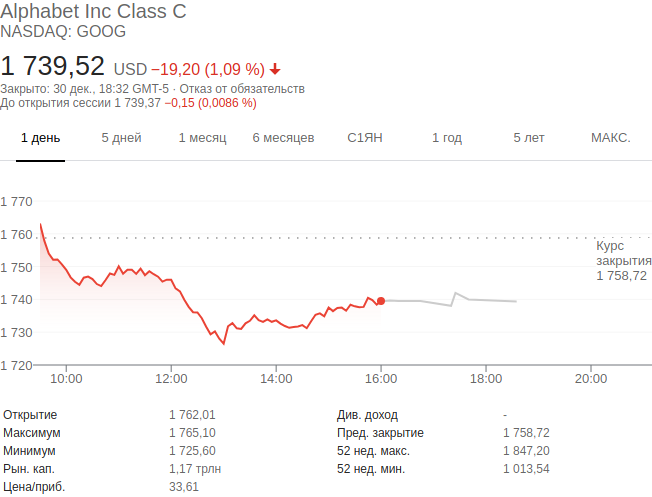 Alphabet Inc Class C
NASDAQ: GOOG
1 739,52 USD −19,20 (1,09 %)
Закрыто: 30 дек., 18:32 GMT-5 · Отказ от обязательств
До открытия сессии 1 739,37 −0,15 (0,0086 %)
1 день 5 дней 1 месяц 6 месяцев С1ЯН 1 год 5 лет МАКС.
1 770
1 760
Курс закрытия
1 758,72
1 750
1 740
1 730
1 720
10:00 12:00 14:00 16:00 18:00 20:00
Открытие 1 762,01 Див. доход -
Максимум 1 765,10 Пред. закрытие 1 758,72
Минимум 1 725,60 52 нед. макс. 1 847,20
Рын. кап. 1,17 трлн 52 нед. мин. 1 013,54
Цена/приб. 33,61